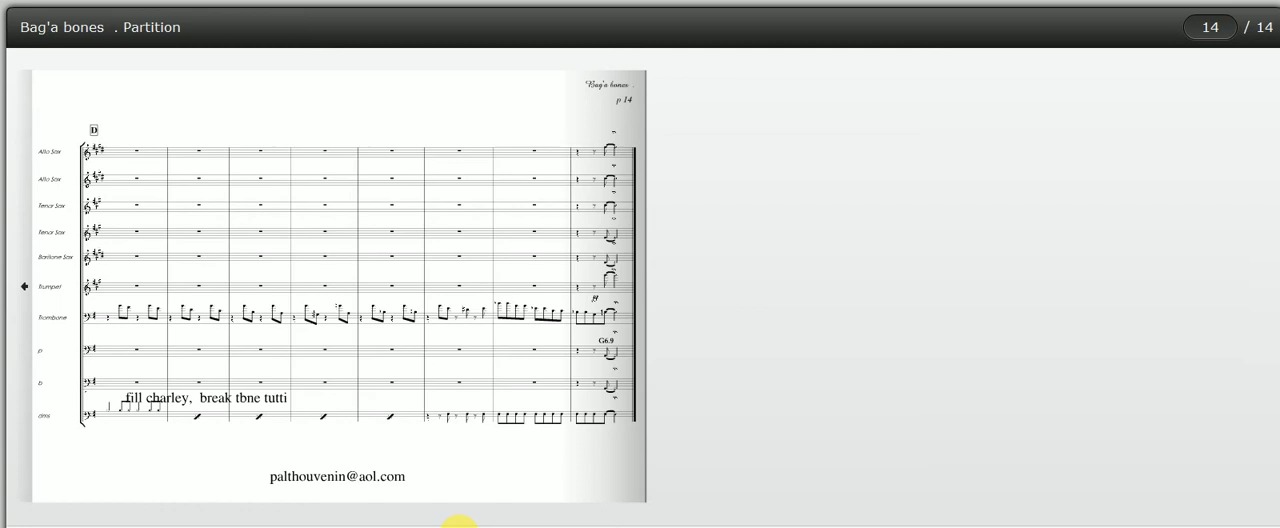 Bag'a bones . Partition
14 / 14
Bag's bones .
p 14
D
Alto Sax
Alto Sax
Tenor Sax
Tenor Sax
Baritone Sax
Trumpet
ff
Trombone
G6.9
p
b
fill charley, break tbne tutti
dms
palthouvenin@aol.com